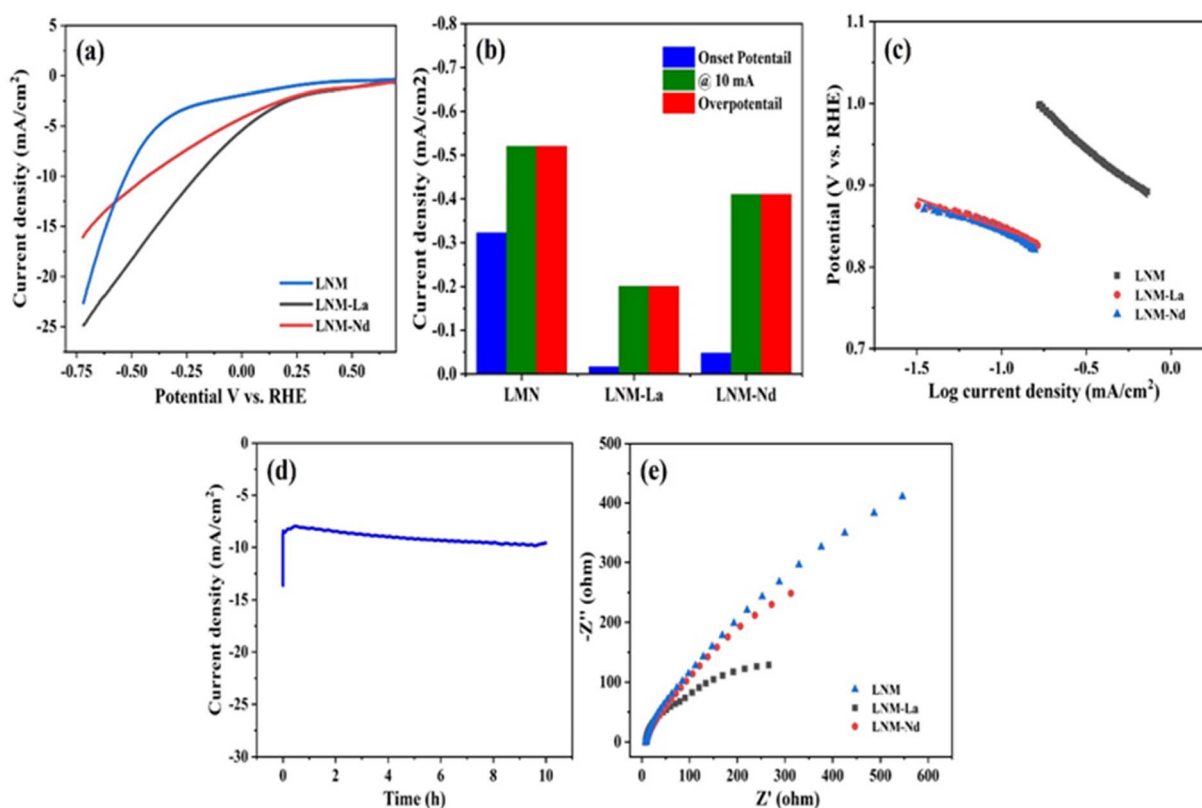 (a)
Current density (mA/cm²)
5
0
-5
-10
-15
-20
-25
LNM
LNM-La
LNM-Nd
-0.75 -0.50 -0.25 0.00 0.25 0.50
Potential V vs. RHE
(b)
Current density (mA/cm2)
-0.8
-0.7
-0.6
-0.5
-0.4
-0.3
-0.2
-0.1
0.0
Onset Potentail
@ 10 mA
Overpotentail
LMN LNM-La LNM-Nd
(c)
Potential (V vs. RHE)
1.1
1.0
0.9
0.8
0.7
LNM
LNM-La
LNM-Nd
-1.5 -1.0 -0.5 0.0
Log current density (mA/cm²)
(d)
Current density (mA/cm²)
0
-5
-10
-15
-20
-25
-30
0 2 4 6 8 10
Time (h)
(e)
-Z'' (ohm)
500
400
300
200
100
0
LNM
LNM-La
LNM-Nd
0 100 200 300 400 500 600
Z' (ohm)